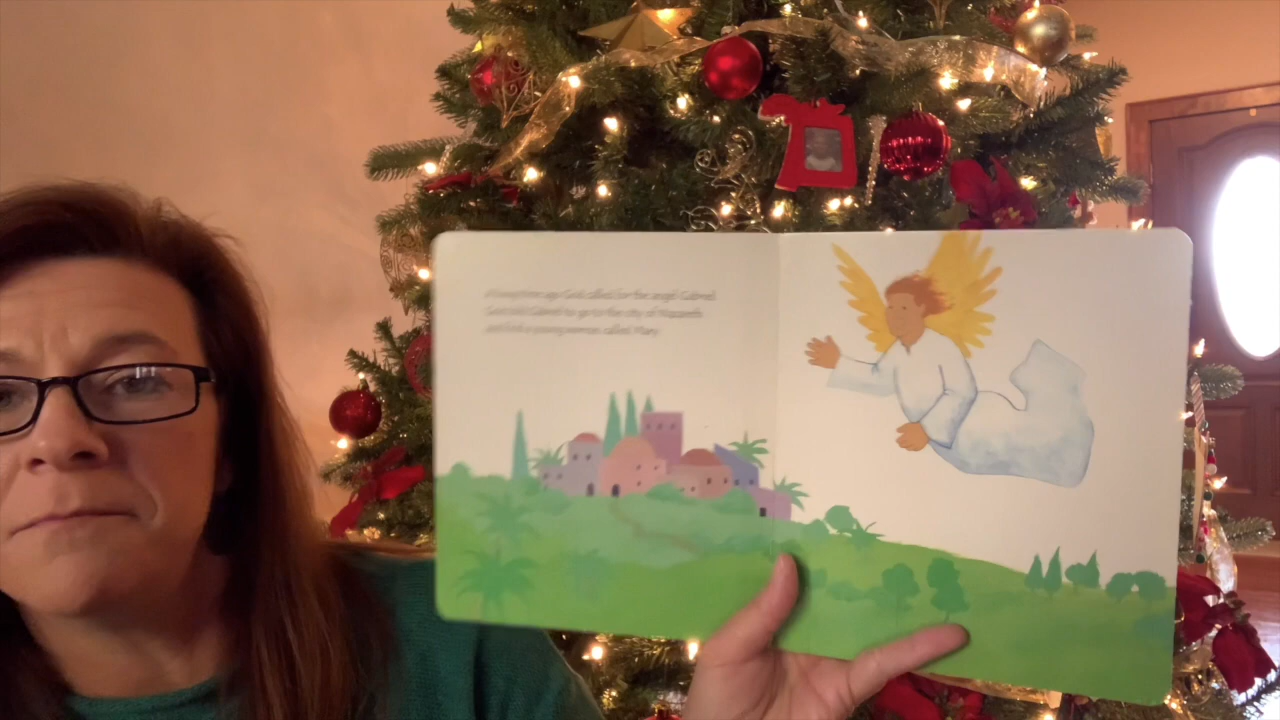 A long time ago God called for the angel Gabriel.
God told Gabriel to go to the city of Nazareth
and find a young woman called Mary.